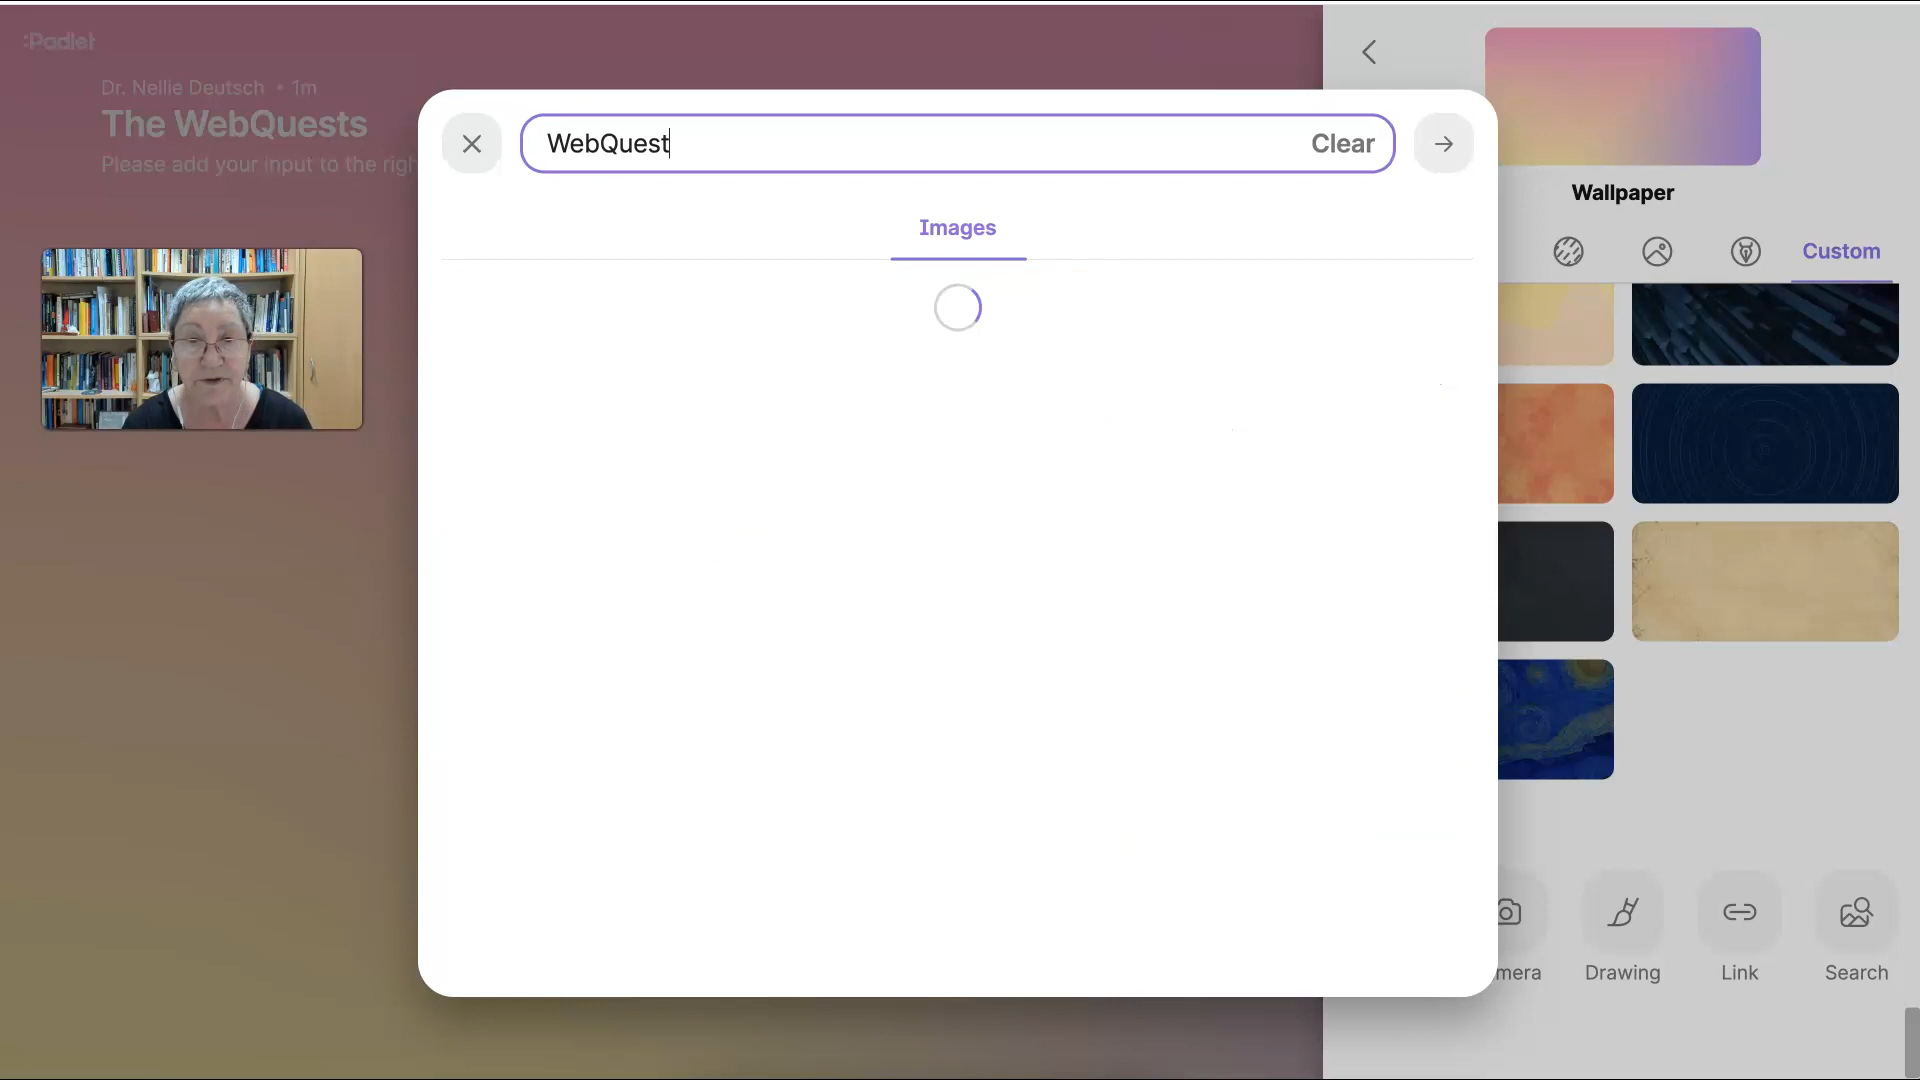 :Padlet
Dr. Nellie Deutsch • 1m
The WebQuests
Please add your input to the righ
WebQuest
Clear
Images
Wallpaper
Custom
mera
Drawing
Link
Search